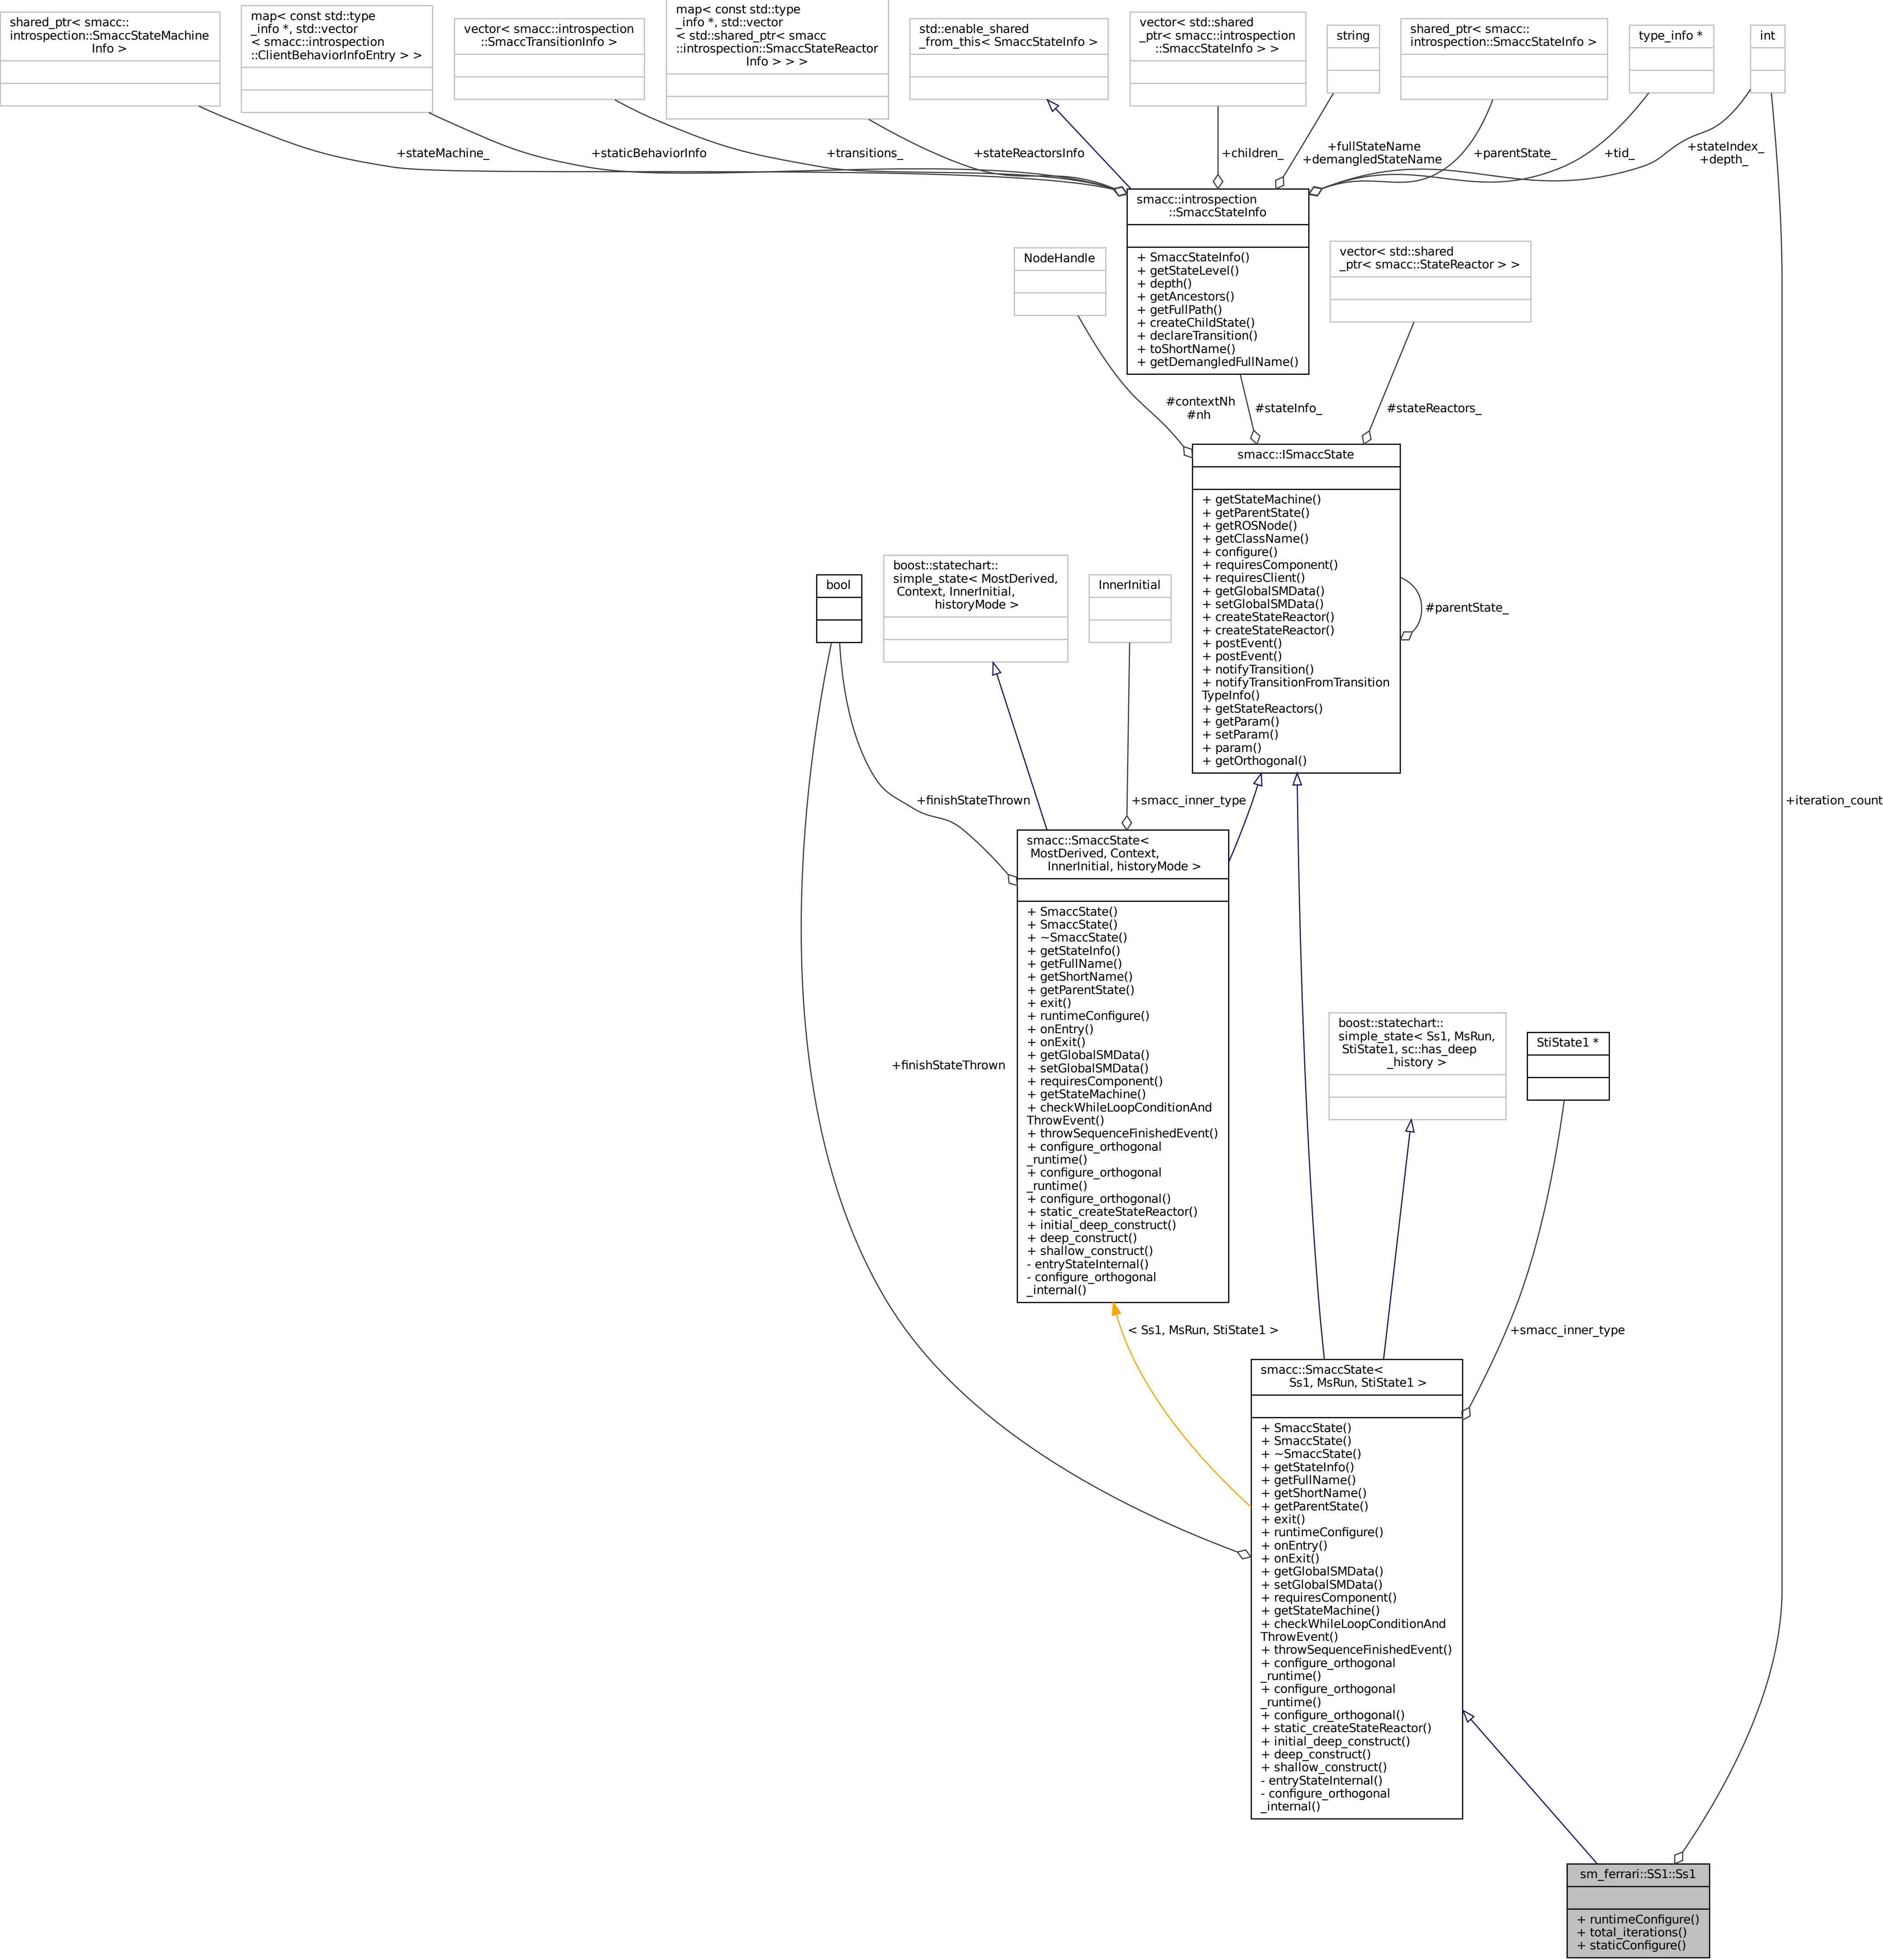 shared_ptr< smacc::
introspection::SmaccStateMachine
Info >
map< const std::type
_info *, std::vector
< smacc::introspection
::ClientBehaviorInfoEntry > >
vector< smacc::introspection
::SmaccTransitionInfo >
map< const std::type
_info *, std::vector
< std::shared_ptr< smacc
::introspection::SmaccStateReactor
Info > > >
std::enable_shared
_from_this< SmaccStateInfo >
vector< std::shared
_ptr< smacc::introspection
::SmaccStateInfo > >
string
shared_ptr< smacc::
introspection::SmaccStateInfo >
type_info *
int
+stateMachine_
+staticBehaviorInfo
+transitions_
+stateReactorsInfo
+children_
+fullStateName
+demangledStateName
+parentState_
+tid_
+stateIndex_
+depth_
smacc::introspection
::SmaccStateInfo
+ SmaccStateInfo()
+ getStateLevel()
+ depth()
+ getAncestors()
+ getFullPath()
+ createChildState()
+ declareTransition()
+ toShortName()
+ getDemangledFullName()
NodeHandle
vector< std::shared
_ptr< smacc::StateReactor > >
#contextNh
#nh
#stateInfo_
#stateReactors_
smacc::ISmaccState
+ getStateMachine()
+ getParentState()
+ getROSNode()
+ getClassName()
+ configure()
+ requiresComponent()
+ requiresClient()
+ getGlobalSMData()
+ setGlobalSMData()
+ createStateReactor()
+ createStateReactor()
+ postEvent()
+ postEvent()
+ notifyTransition()
+ notifyTransitionFromTransition
TypeInfo()
+ getStateReactors()
+ getParam()
+ setParam()
+ param()
+ getOrthogonal()
#parentState_
bool
boost::statechart::
simple_state< MostDerived,
Context, InnerInitial,
historyMode >
InnerInitial
+finishStateThrown
+smacc_inner_type
+iteration_count
smacc::SmaccState<
MostDerived, Context,
InnerInitial, historyMode >
+ SmaccState()
+ SmaccState()
+ ~SmaccState()
+ getStateInfo()
+ getFullName()
+ getShortName()
+ getParentState()
+ exit()
+ runtimeConfigure()
+ onEntry()
+ onExit()
+ getGlobalSMData()
+ setGlobalSMData()
+ requiresComponent()
+ getStateMachine()
+ checkWhileLoopConditionAnd
ThrowEvent()
+ throwSequenceFinishedEvent()
+ configure_orthogonal
_runtime()
+ configure_orthogonal
_runtime()
+ configure_orthogonal()
+ static_createStateReactor()
+ initial_deep_construct()
+ deep_construct()
+ shallow_construct()
- entryStateInternal()
- configure_orthogonal
_internal()
+finishStateThrown
boost::statechart::
simple_state< Ss1, MsRun,
StiState1, sc::has_deep
_history >
StiState1 *
< Ss1, MsRun, StiState1 >
+smacc_inner_type
smacc::SmaccState<
Ss1, MsRun, StiState1 >
+ SmaccState()
+ SmaccState()
+ ~SmaccState()
+ getStateInfo()
+ getFullName()
+ getShortName()
+ getParentState()
+ exit()
+ runtimeConfigure()
+ onEntry()
+ onExit()
+ getGlobalSMData()
+ setGlobalSMData()
+ requiresComponent()
+ getStateMachine()
+ checkWhileLoopConditionAnd
ThrowEvent()
+ throwSequenceFinishedEvent()
+ configure_orthogonal
_runtime()
+ configure_orthogonal
_runtime()
+ configure_orthogonal()
+ static_createStateReactor()
+ initial_deep_construct()
+ deep_construct()
+ shallow_construct()
- entryStateInternal()
- configure_orthogonal
_internal()
sm_ferrari::SS1::Ss1
+ runtimeConfigure()
+ total_iterations()
+ staticConfigure()